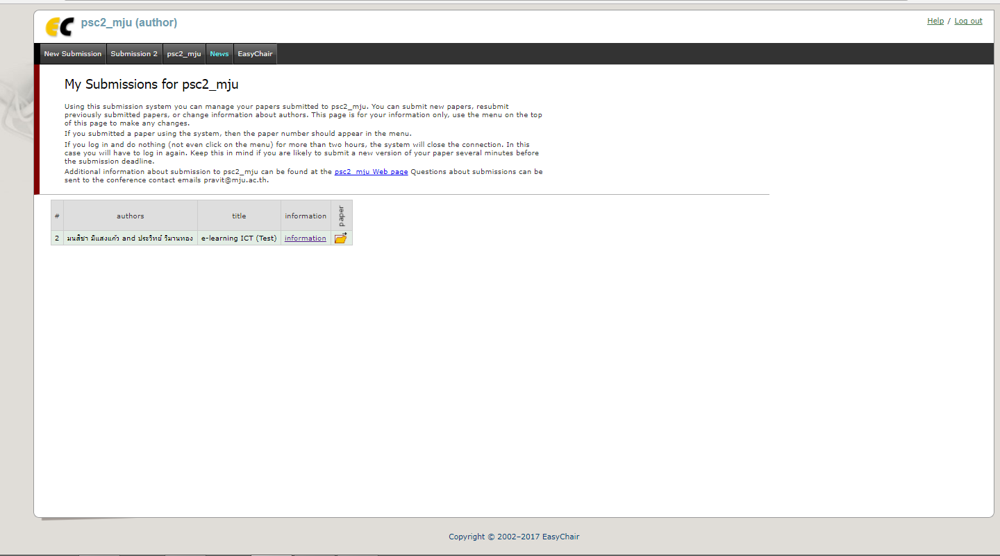 EC
psc2_mju (author)
Help / Log out
New Submission Submission 2 psc2_mju News EasyChair
My Submissions for psc2_mju
Using this submission system you can manage your papers submitted to psc2_mju. You can submit new papers, resubmit
previously submitted papers, or change information about authors. This page is for your information only, use the menu on the top
of this page to make any changes.
If you submitted a paper using the system, then the paper number should appear in the menu.
If you log in and do nothing (not even click on the menu) for more than two hours, the system will close the connection. In this
case you will have to log in again. Keep this in mind if you are likely to submit a new version of your paper several minutes before
the submission deadline.
Additional information about submission to psc2_mju can be found at the psc2_mju Web page Questions about submissions can be
sent to the conference contact emails pravit@mju.ac.th.
# authors title information paper
2 มนสิชา มีแสงแก้ว and ประวิทย์ วิมานทอง e-learning ICT (Test) information
Copyright © 2002–2017 EasyChair